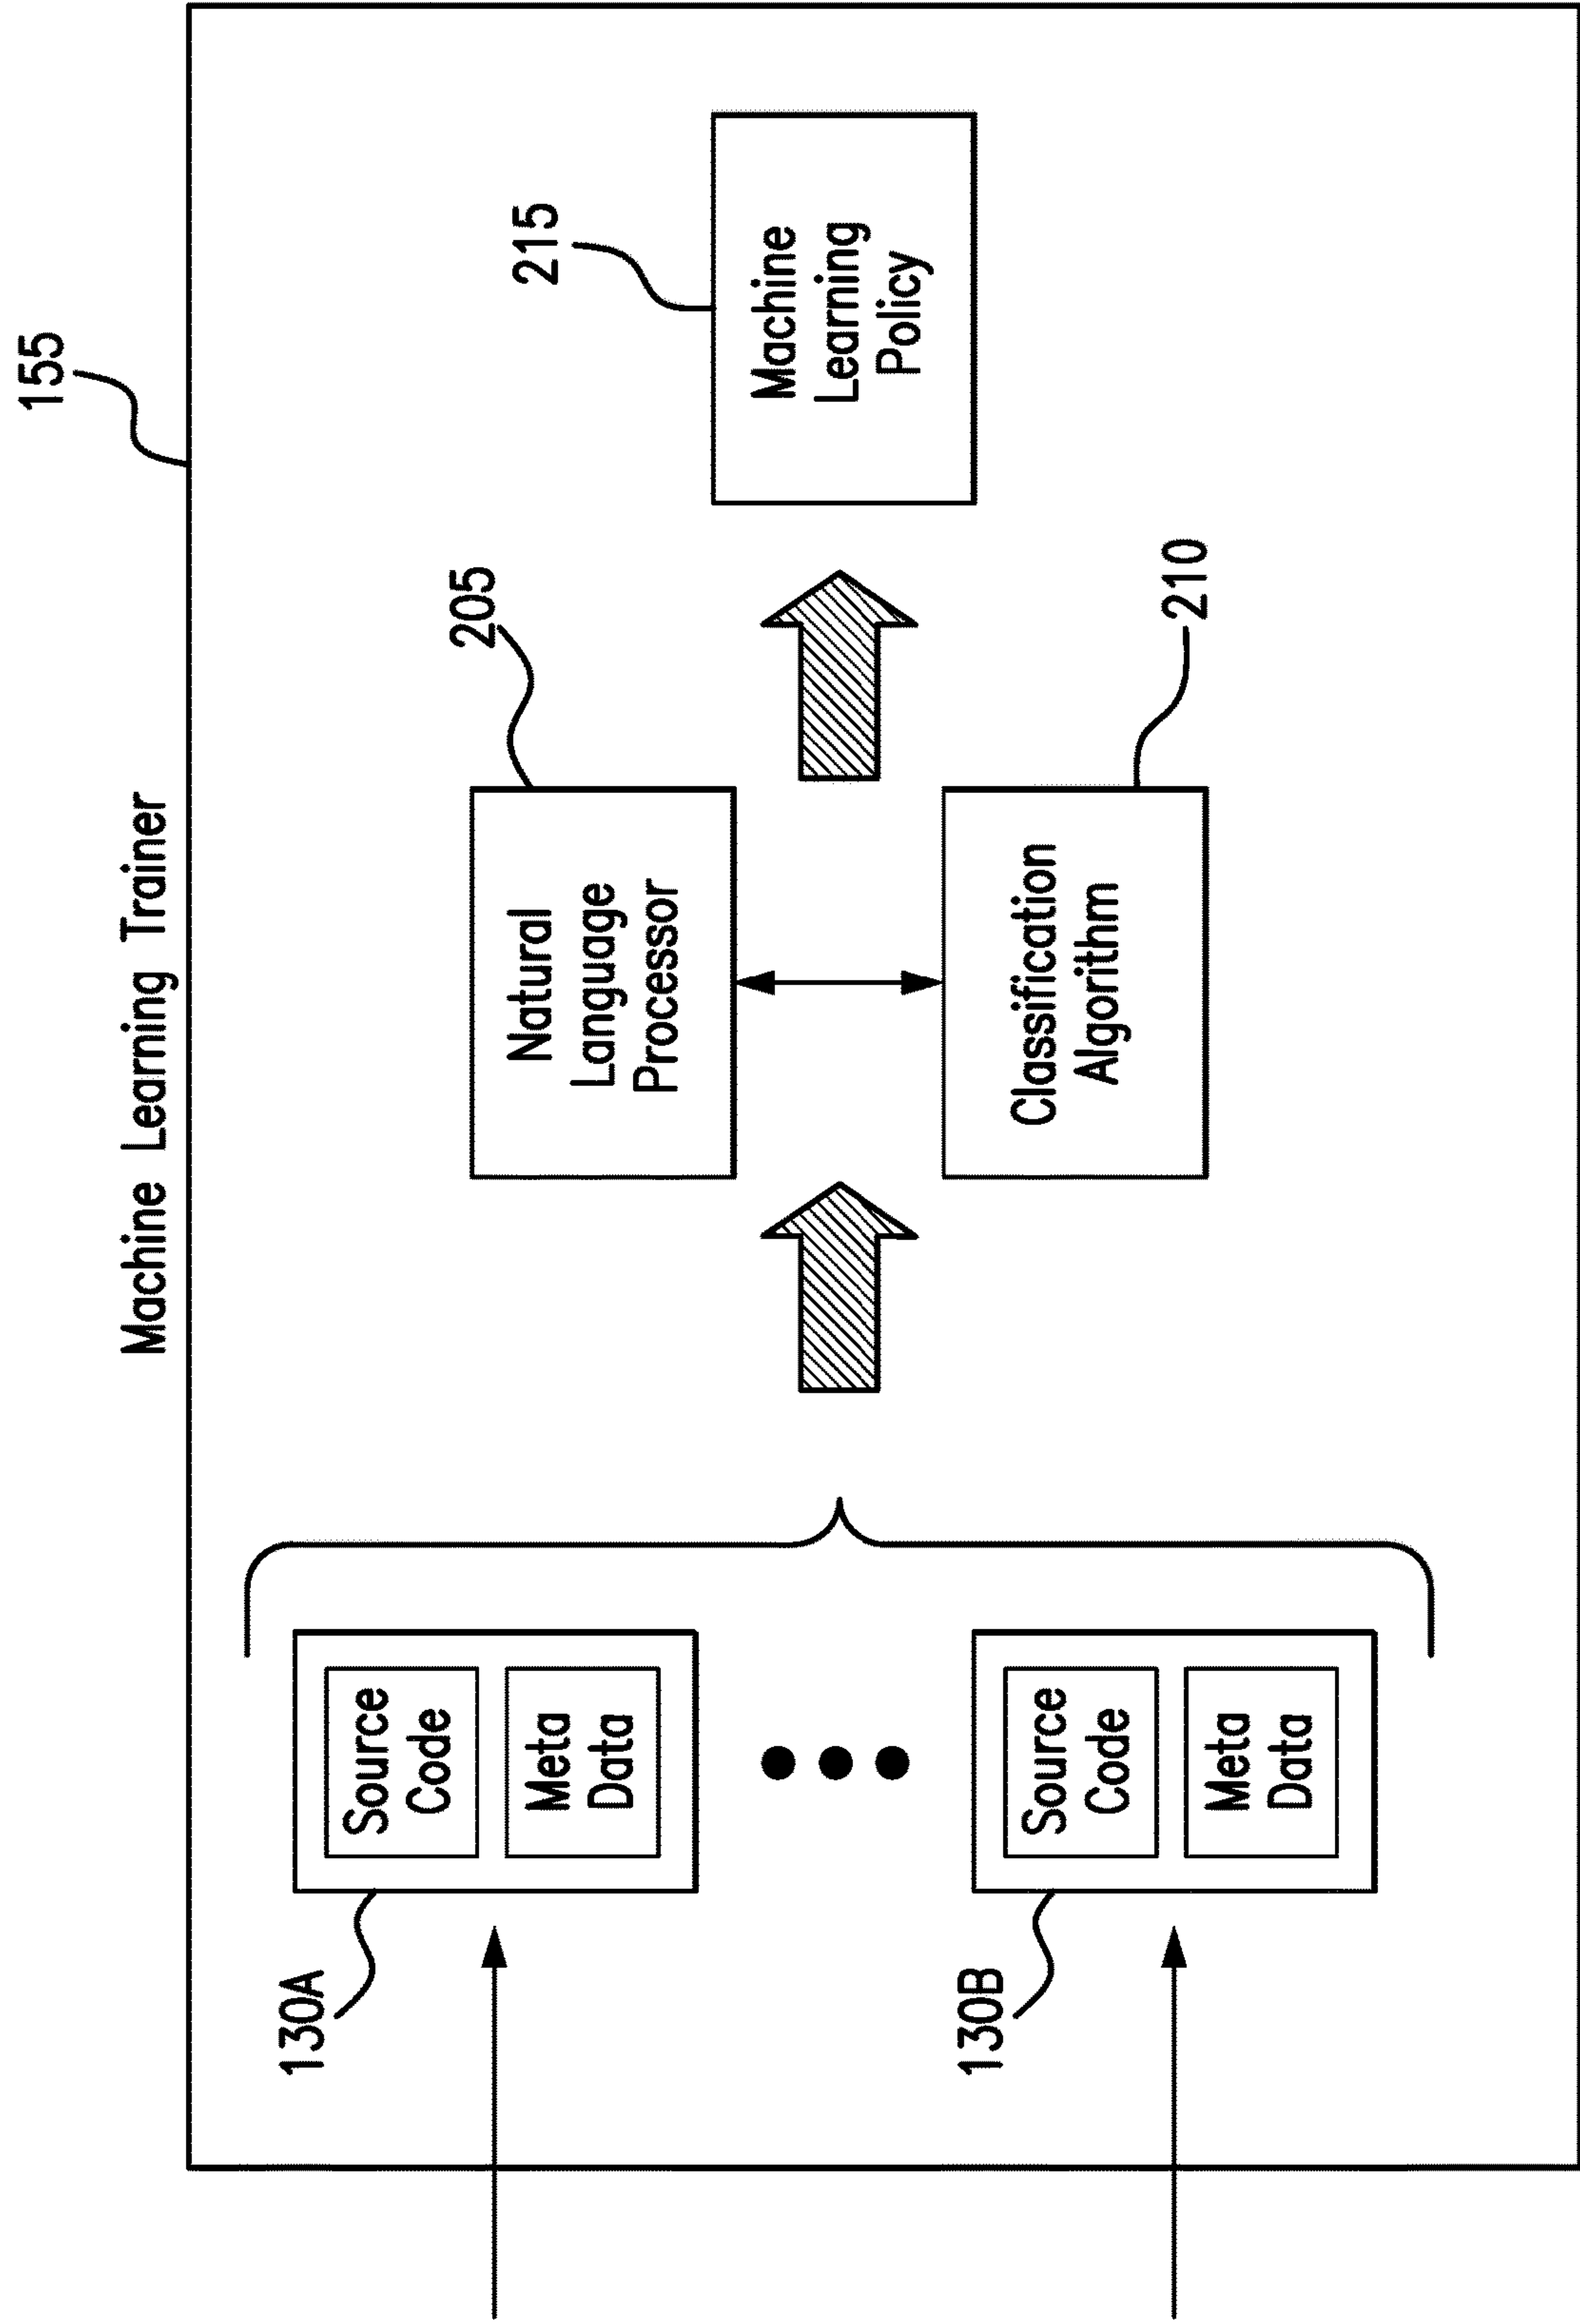 Machine Learning Trainer
155
130A
Source
Code
Meta
Data
130B
Source
Code
Meta
Data
Natural
Language
Processor
205
Classification
Algorithm
210
Machine
Learning
Policy
215